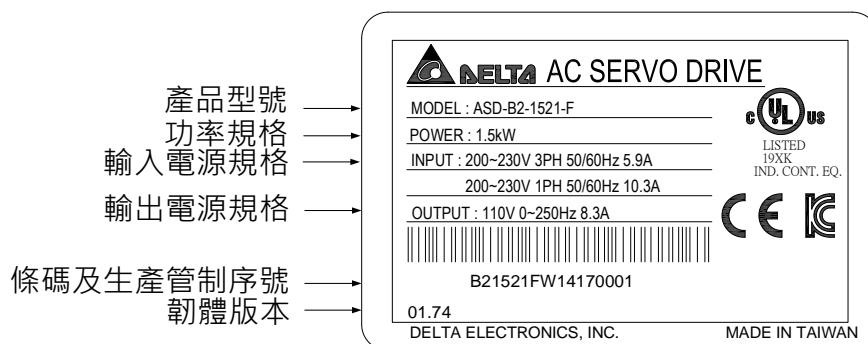 DELTA AC SERVO DRIVE
產品型號
MODEL : ASD-B2-1521-F
功率規格
POWER : 1.5kW
輸入電源規格
INPUT : 200~230V 3PH 50/60Hz 5.9A
200~230V 1PH 50/60Hz 10.3A
輸出電源規格
OUTPUT : 110V 0~250Hz 8.3A
C UL US
LISTED
19XK
IND. CONT. EQ.
CE KC
條碼及生產管制序號
B21521FW14170001
韌體版本
01.74
DELTA ELECTRONICS, INC.
MADE IN TAIWAN